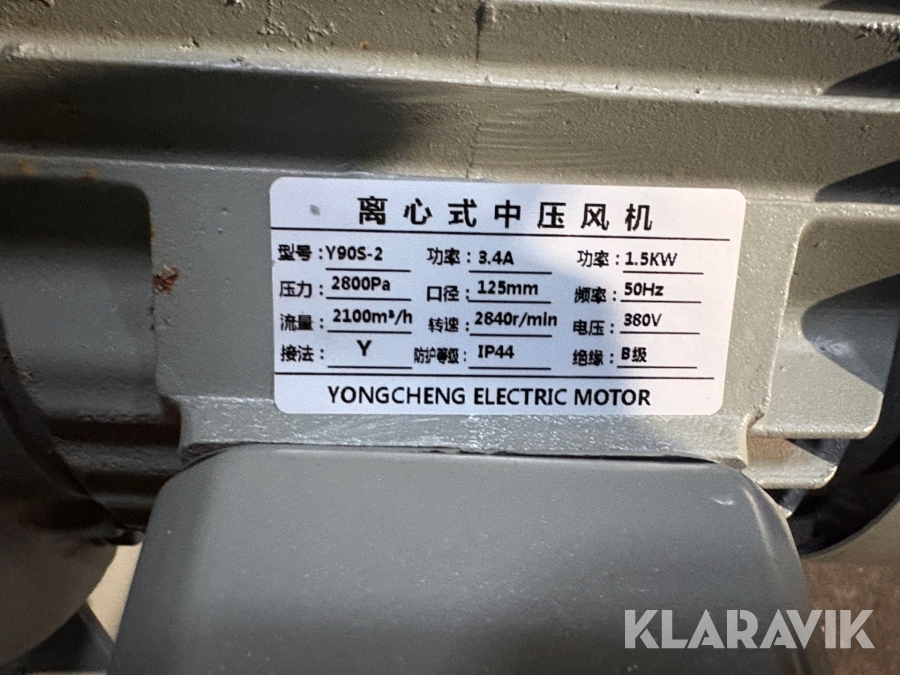 离心式中压风机
型号: Y90S-2 功率: 3.4A 功率: 1.5KW
压力: 2800Pa 口径: 125mm 频率: 50Hz
流量: 2100m³/h 转速: 2840r/min 电压: 380V
接法: Y 防护等级: IP44 绝缘: B级
YONGCHENG ELECTRIC MOTOR
KLARAVIK